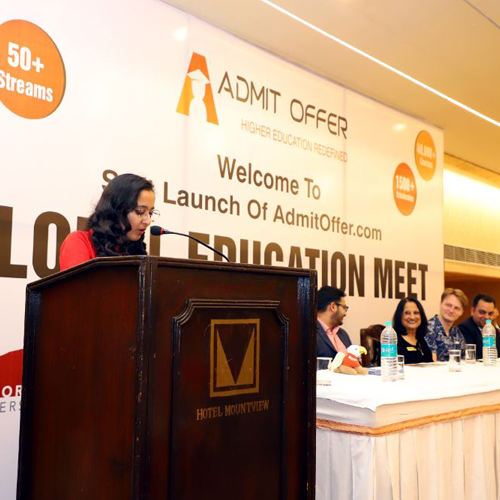 50+
Streams
ADMIT OFFER
HIGHER EDUCATION REDEFINED
Welcome To
Launch Of AdmitOffer.com
EDUCATION MEET
1500+
HOTEL MOUNTVIEW